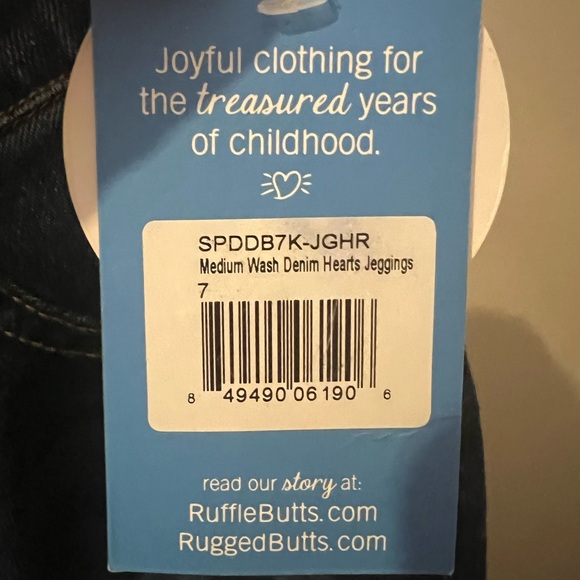 Joyful clothing for
the treasured years
of childhood.
SPDDB7K-JGHR
Medium Wash Denim Hearts Jeggings
7
8 49490 06190 6
read our story at:
RuffleButts.com
RuggedButts.com